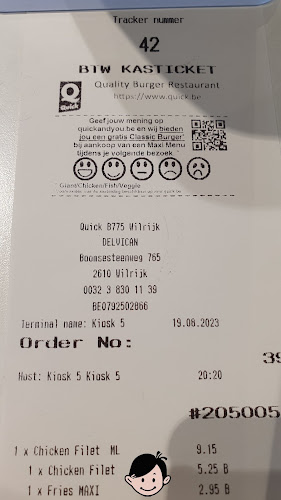 Tracker nummer
42
BTW KASTICKET
Quality Burger Restaurant
https://www.quick.be
Quick
Geef jouw mening op
quickandyou.be en wij bieden
jou een gratis Classic Burger*
bij aankoop van een Maxi Menu
tijdens je volgende bezoek.
Giant/Chicken/Fish/Veggie
Quick B775 Wilrijk
DELVICAN
Boomsesteenweg 765
2610 Wilrijk
0032 3 830 11 39
BE0792502866
Terminal name: Kiosk 5 19.06.2023
Order No:
39
Host: Kiosk 5 Kiosk 5 20:20
#205005
1 x Chicken Filet ML 9.15
1 x Chicken Filet 5.25 B
1 x Fries MAXI 2.95 B